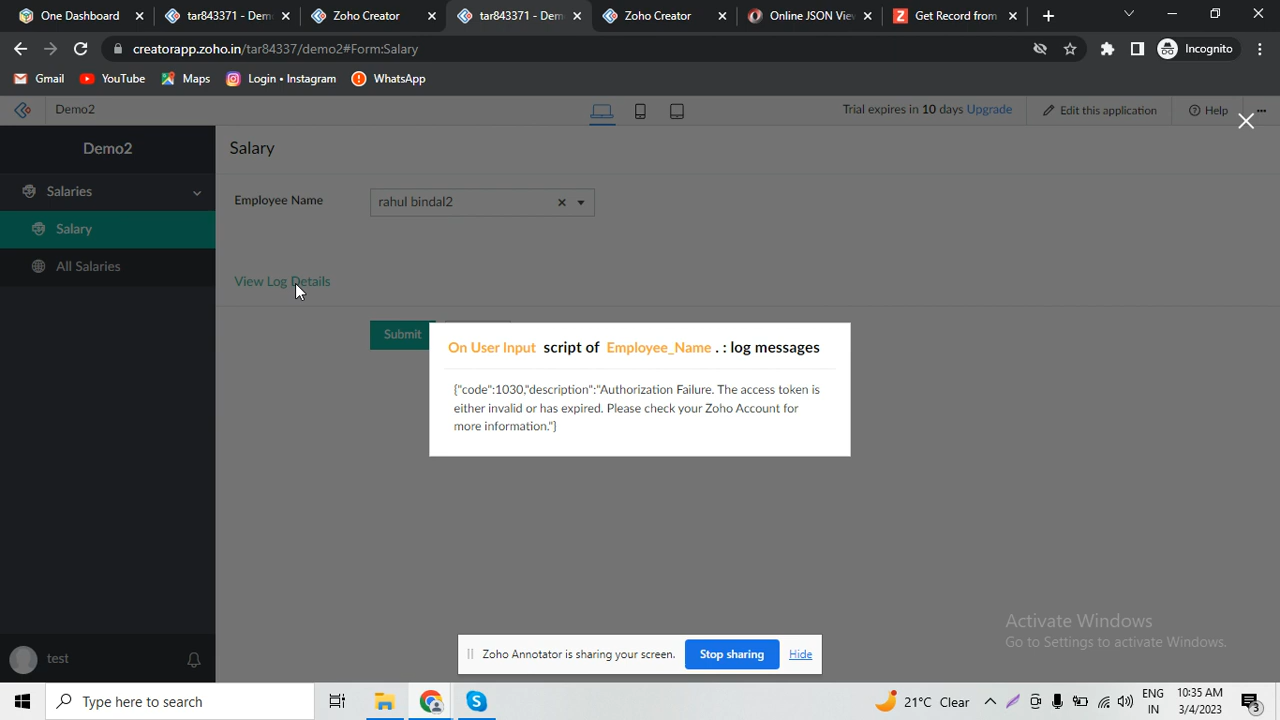 One Dashboard
tar43371 - Dem
Zoho Creator
tar843371 - Dem
Zoho Creator
Online JSON View
Get Record from
creatorapp.zoho.in/tar84337/demo2#Form:Salary
Incognito
Gmail
YouTube
Maps
Login • Instagram
WhatsApp
Demo2
Trial expires in 10 days Upgrade
Edit this application
Help
Demo2
Salary
Salaries
Employee Name
rahul bindal2
Salary
All Salaries
View Log Details
Submit
On User Input script of Employee_Name . : log messages
{"code":1030,"description":"Authorization Failure. The access token is
either invalid or has expired. Please check your Zoho Account for
more information."}
Activate Windows
Go to Settings to activate Windows.
Zoho Annotator is sharing your screen.
Stop sharing
Hide
test
Type here to search
21°C Clear
ENG
IN
10:35 AM
3/4/2023
3